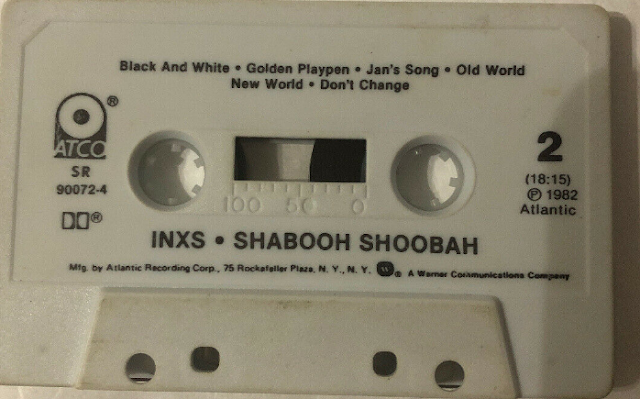 Black And White • Golden Playpen • Jan's Song • Old World
New World • Don't Change
®
ATCO
SR
90072-4
®
100 50 0
2
(18:15)
℗ 1982
Atlantic
INXS • SHABOOH SHOOBAH
Mfg. by Atlantic Recording Corp., 75 Rockefeller Plaza, N. Y., N. Y. ® A Warner Communications Company